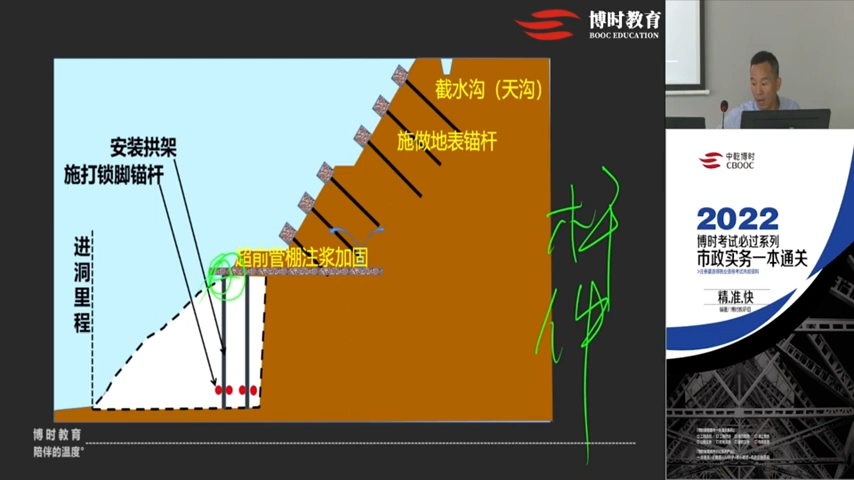 博时教育
BOOC EDUCATION
截水沟（天沟）
施做地表锚杆
安装拱架
施打锁脚锚杆
超前管棚注浆加固
进洞里程
杆件
博时教育
陪伴的温度
中乾博时
CBOOC
2022
博时考试必过系列
市政实务一本通关
精,准,快